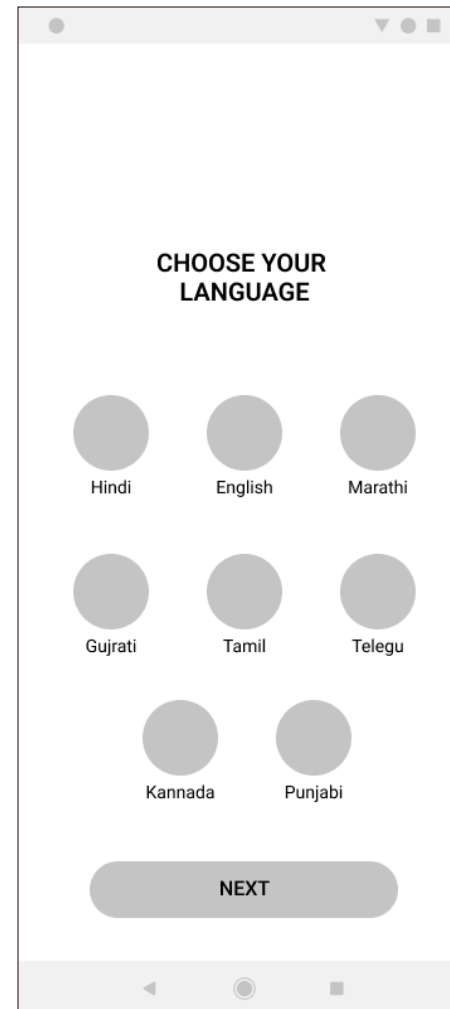 CHOOSE YOUR
LANGUAGE
Hindi English Marathi
Gujrati Tamil Telegu
Kannada Punjabi
NEXT